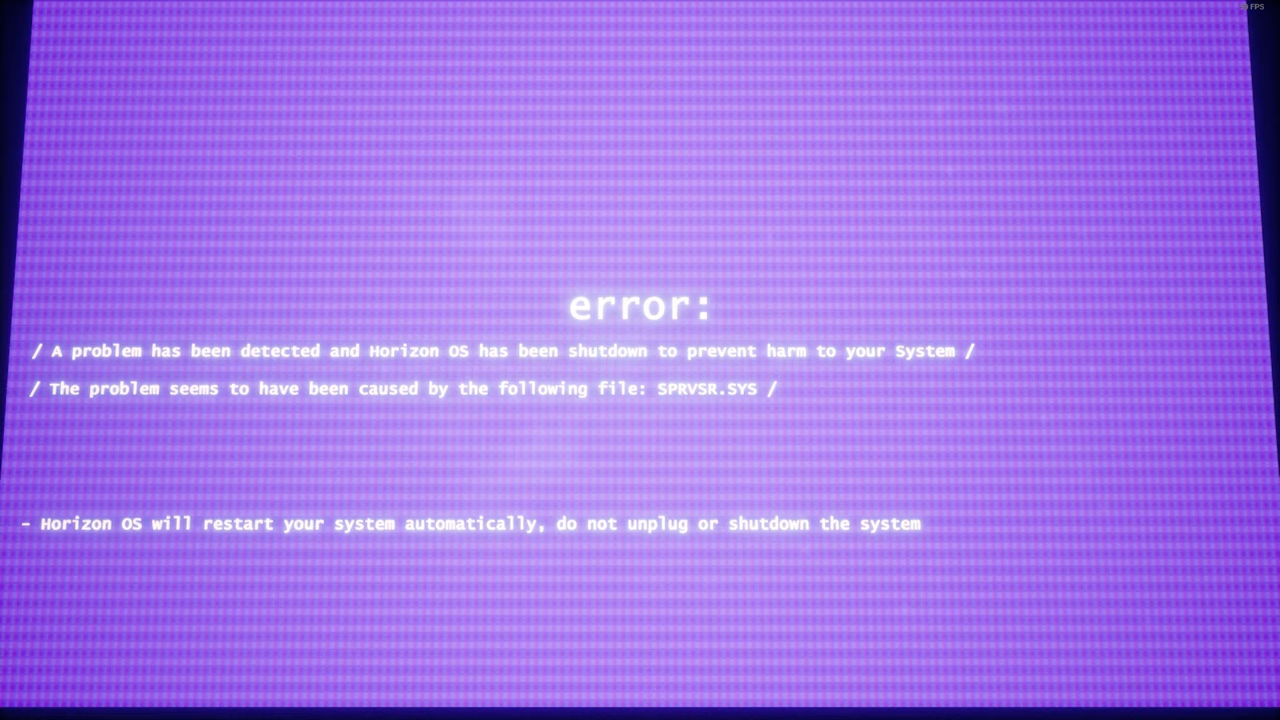 FPS
error:
/ A problem has been detected and Horizon OS has been shutdown to prevent harm to your System /
/ The problem seems to have been caused by the following file: SPRVSR.SYS /
- Horizon OS will restart your system automatically, do not unplug or shutdown the system